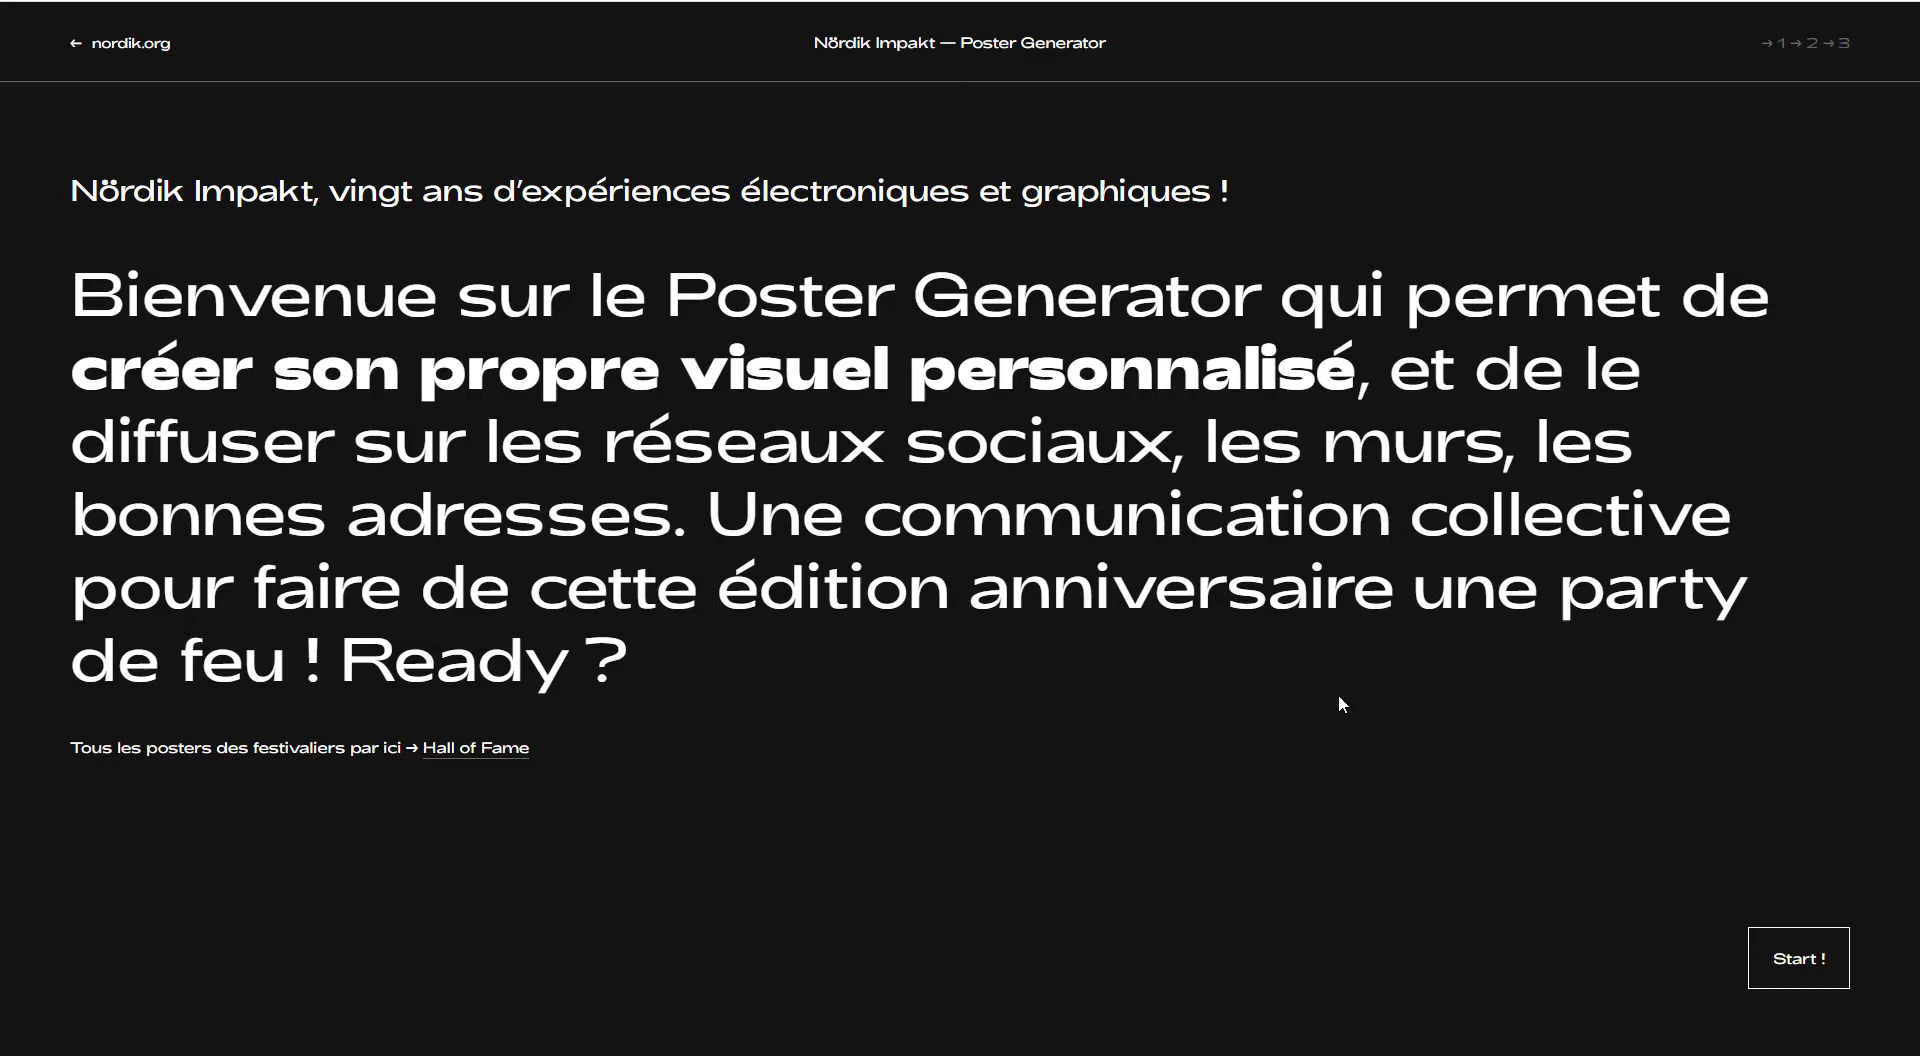 ← nordik.org
Nördik Impakt — Poster Generator
→ 1 → 2 → 3
Nördik Impakt, vingt ans d’expériences électroniques et graphiques !
Bienvenue sur le Poster Generator qui permet de
créer son propre visuel personnalisé, et de le
diffuser sur les réseaux sociaux, les murs, les
bonnes adresses. Une communication collective
pour faire de cette édition anniversaire une party
de feu ! Ready ?
Tous les posters des festivaliers par ici → Hall of Fame
Start !